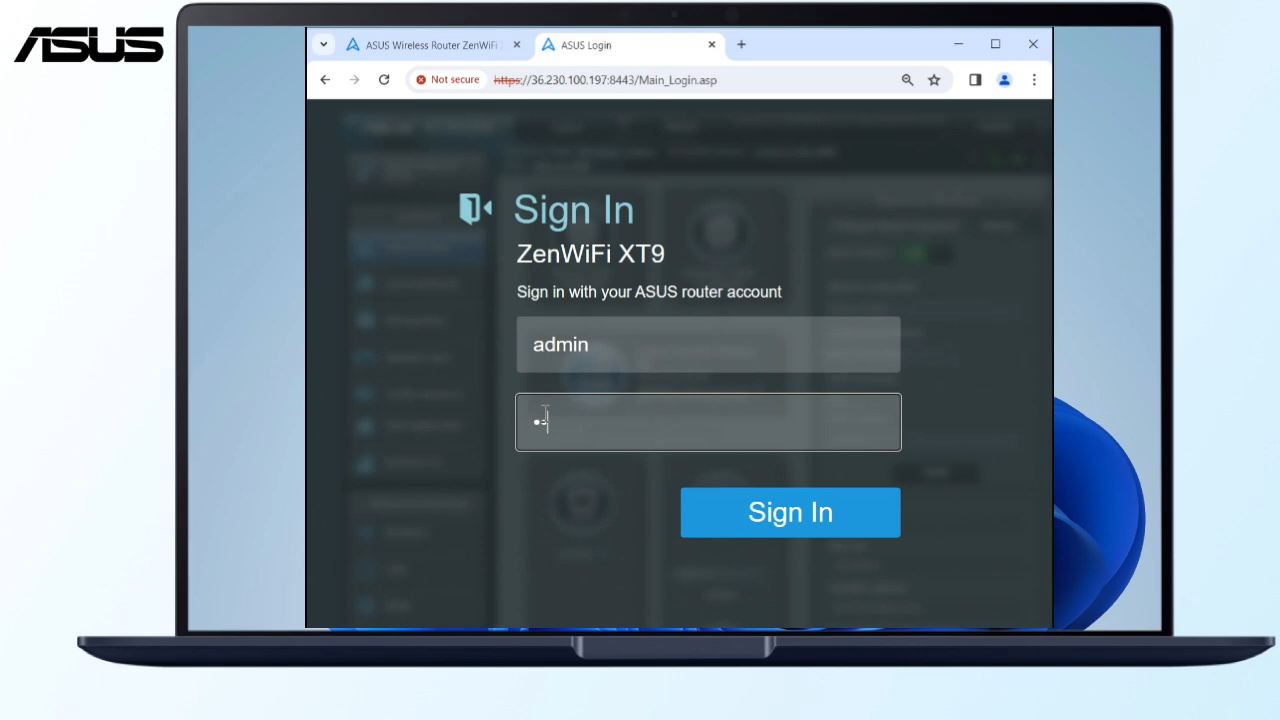 ASUS
ASUS Wireless Router ZenWiFi
ASUS Login
Not secure
https://36.230.100.197:8443/Main_Login.asp
Sign In
ZenWiFi XT9
Sign in with your ASUS router account
admin
Sign In